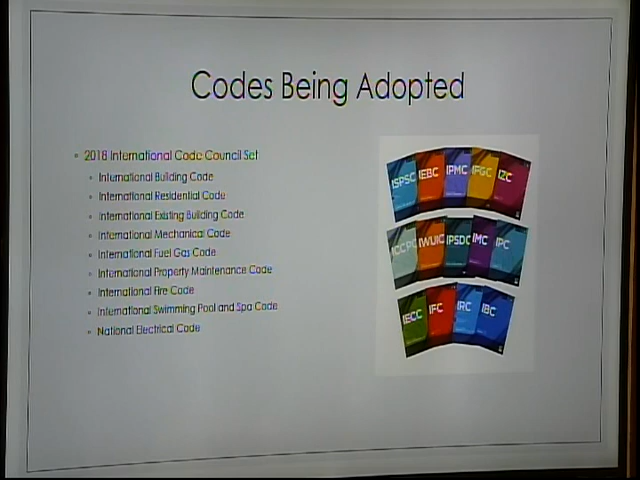 Codes Being Adopted
2018 International Code Council Set
International Building Code
International Residential Code
International Existing Building Code
International Mechanical Code
International Fuel Gas Code
International Property Maintenance Code
International Fire Code
International Swimming Pool and Spa Code
National Electrical Code
ISPSC IEBC IPMC IFGC IZC
ICCPC IWUIC IPSDC IMC IPC
IECC IFC IRC IBC